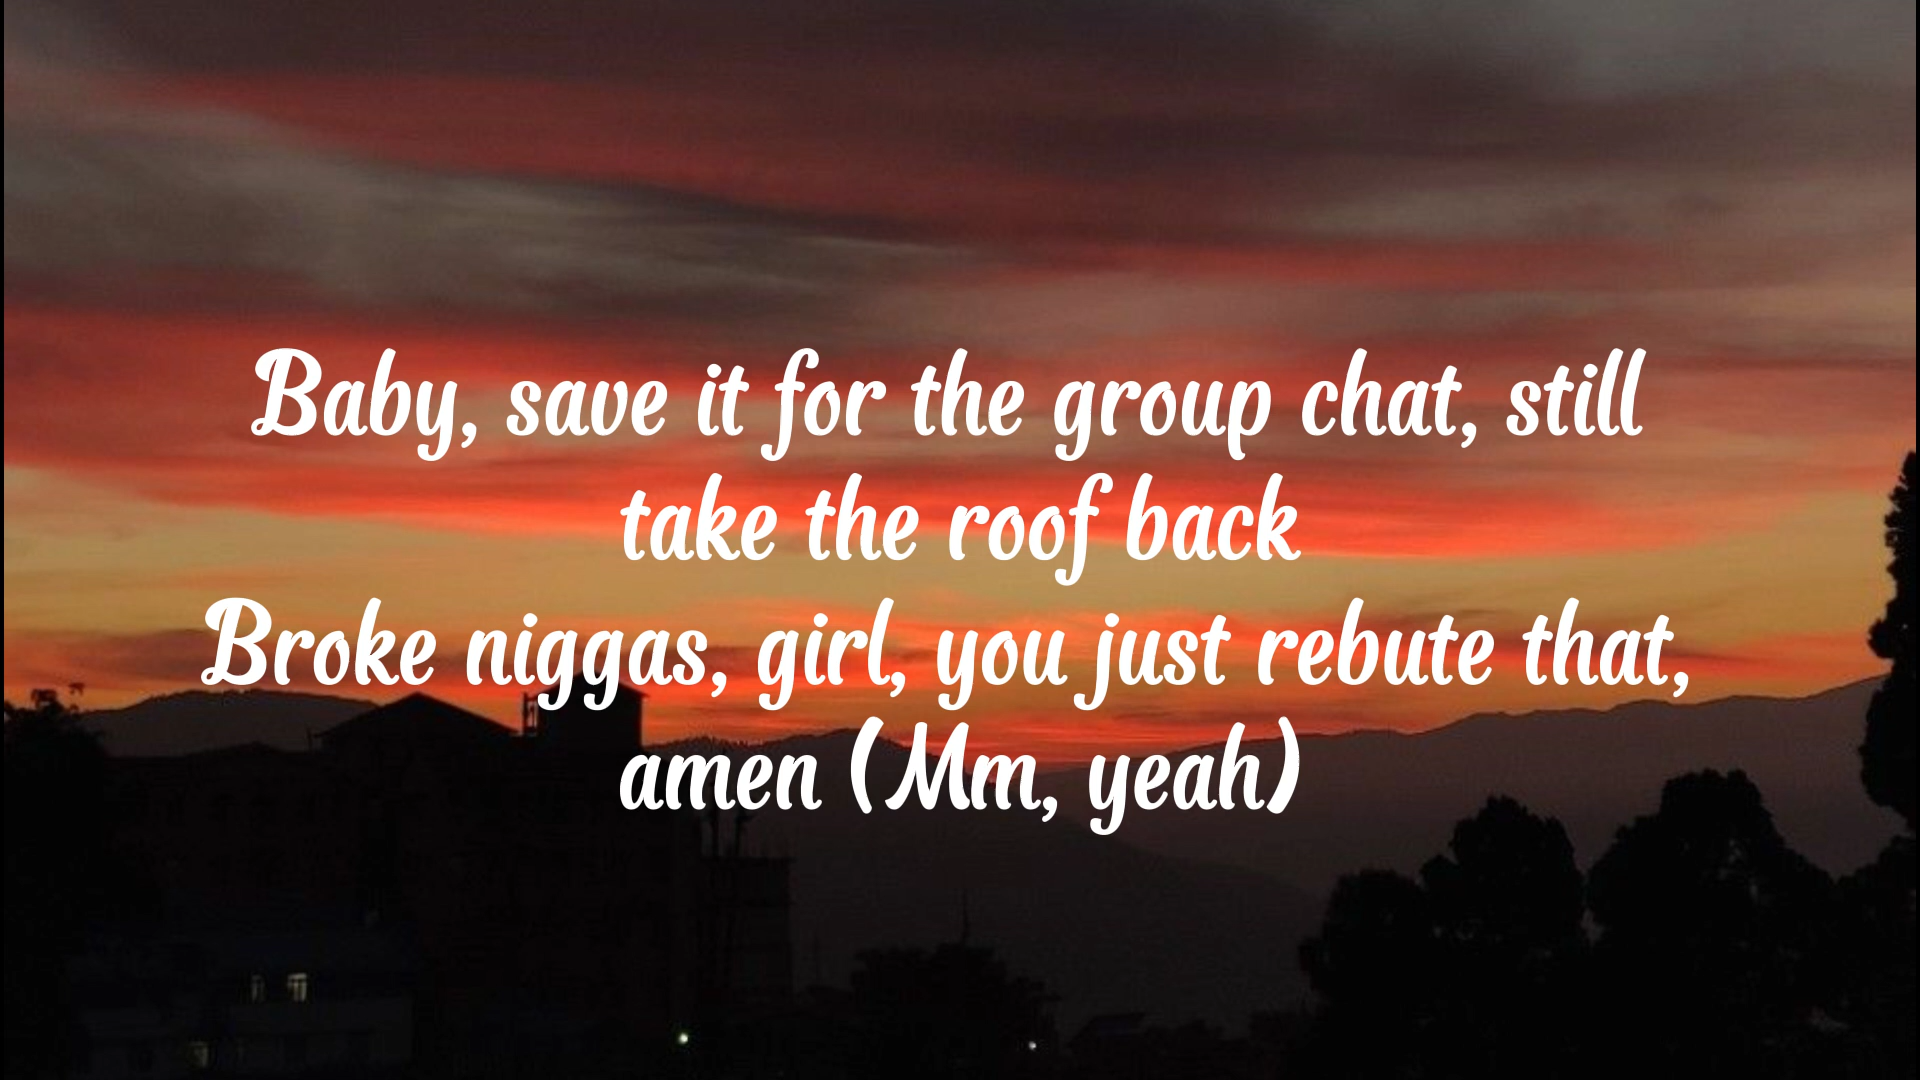 Baby, save it for the group chat, still
take the roof back
Broke niggas, girl, you just rebute that,
amen (Mm, yeah)